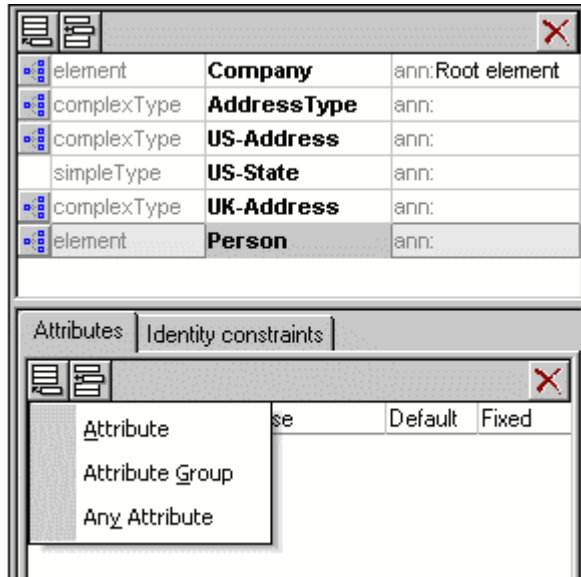 element Company ann:Root element
complexType AddressType ann:
complexType US-Address ann:
simpleType US-State ann:
complexType UK-Address ann:
element Person ann:
Attributes Identity constraints
se Default Fixed
Attribute
Attribute Group
Any Attribute